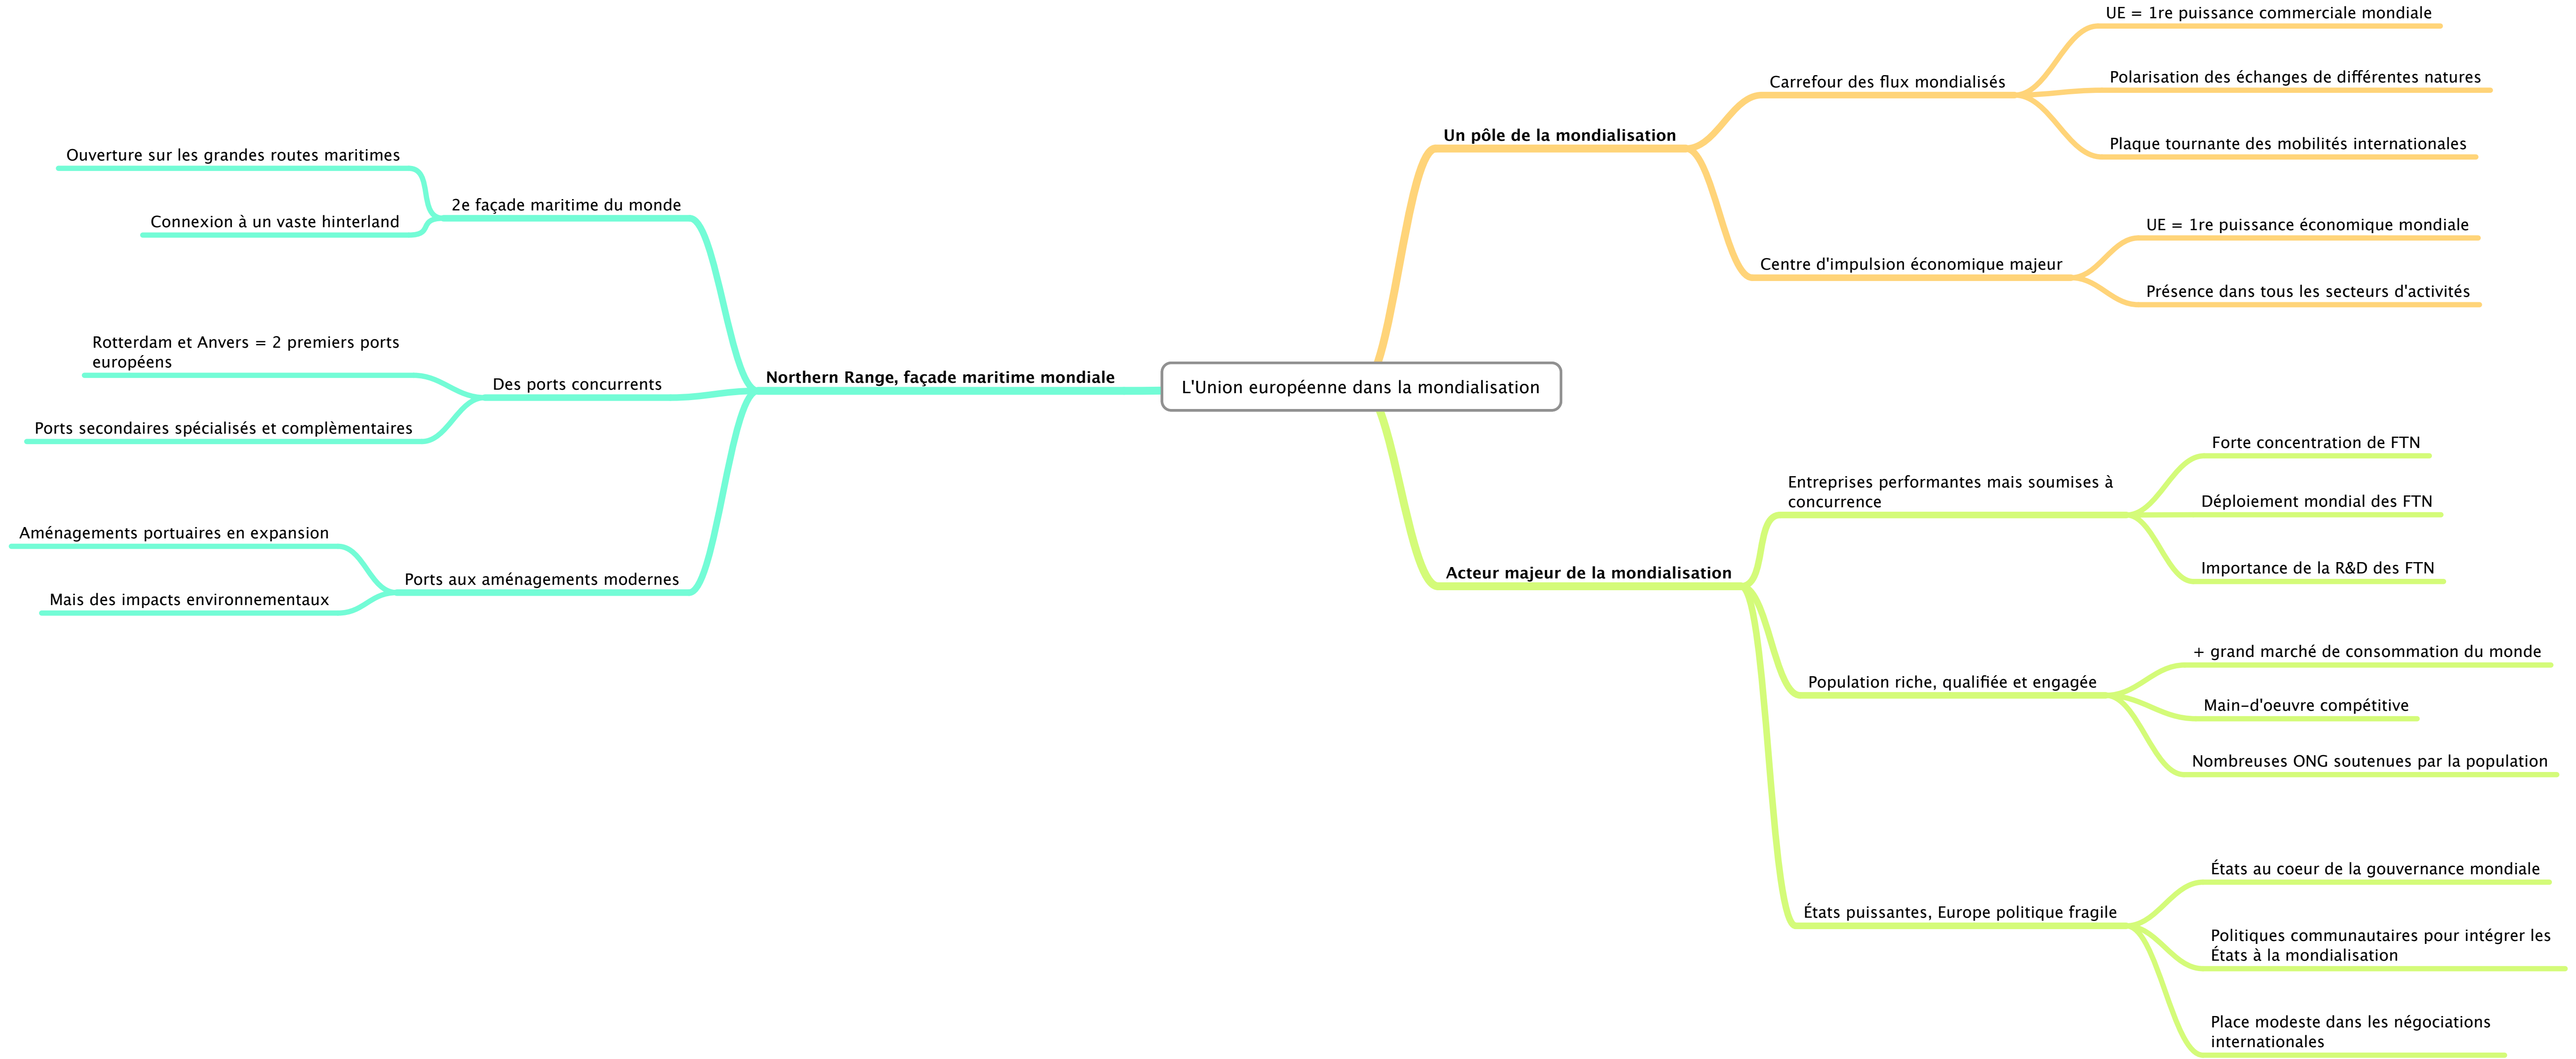 L'Union européenne dans la mondialisation
Un pôle de la mondialisation
Carrefour des flux mondialisés
UE = 1re puissance commerciale mondiale
Polarisation des échanges de différentes natures
Plaque tournante des mobilités internationales
Centre d'impulsion économique majeur
UE = 1re puissance économique mondiale
Présence dans tous les secteurs d'activités
Acteur majeur de la mondialisation
Entreprises performantes mais soumises à
concurrence
Forte concentration de FTN
Déploiement mondial des FTN
Importance de la R&D des FTN
Population riche, qualifiée et engagée
+ grand marché de consommation du monde
Main-d'oeuvre compétitive
Nombreuses ONG soutenues par la population
États puissantes, Europe politique fragile
États au coeur de la gouvernance mondiale
Politiques communautaires pour intégrer les
États à la mondialisation
Place modeste dans les négociations
internationales
Northern Range, façade maritime mondiale
2e façade maritime du monde
Ouverture sur les grandes routes maritimes
Connexion à un vaste hinterland
Des ports concurrents
Rotterdam et Anvers = 2 premiers ports
européens
Ports secondaires spécialisés et complèmentaires
Ports aux aménagements modernes
Aménagements portuaires en expansion
Mais des impacts environnementaux